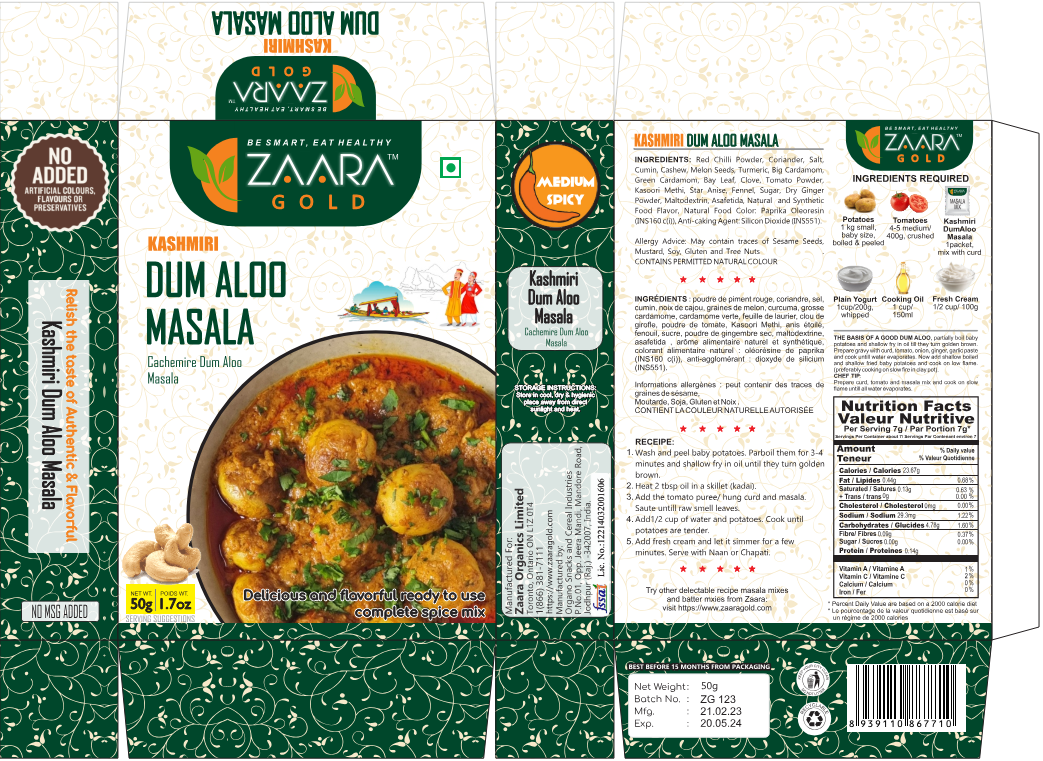 DUM ALOO MASALA
KASHMIRI
BE SMART, EAT HEALTHY
ZAARA™
GOLD
NO
ADDED
ARTIFICIAL COLOURS,
FLAVOURS OR
PRESERVATIVES
Relish the taste of Authentic & Flavorful
Kashmiri Dum Aloo Masala
NO MSG ADDED
BE SMART, EAT HEALTHY
ZAARA™
GOLD
KASHMIRI
DUM ALOO
MASALA
Cachemire Dum Aloo
Masala
NET WT. POIDS WT.
50g 1.7oz
SERVING SUGGESTIONS
Delicious and flavorful ready to use
complete spice mix
MEDIUM
SPICY
Kashmiri
Dum Aloo
Masala
Cachemire Dum Aloo
Masala
STORAGE INSTRUCTIONS:
Store in cool, dry & hygienic
place away from direct
sunlight and heat.
Manufactured For:
Zaara Organics Limited
Toronto, Ontario ON L1Z 0T4
1(866) 381-7111
https://www.zaaragold.com
Manufactured by:
Organo Snacks and Cereal Industries
P.No.01, Opp. Jeera Mandi, Mandore Road,
Jodhpur (Raj.) -342007, India.
fssai Lic. No.:12214032001606
KASHMIRI DUM ALOO MASALA
INGREDIENTS: Red Chilli Powder, Coriander, Salt,
Cumin, Cashew, Melon Seeds, Turmeric, Big Cardamom,
Green Cardamom, Bay Leaf, Clove, Tomato Powder,
Kasoori Methi, Star Anise, Fennel, Sugar, Dry Ginger
Powder, Maltodextrin, Asafetida, Natural and Synthetic
Food Flavor, Natural Food Color: Paprika Oleoresin
(INS160 c(i)), Anti-caking Agent: Silicon Dioxide (INS551).
Allergy Advice: May contain traces of Sesame Seeds,
Mustard, Soy, Gluten and Tree Nuts .
CONTAINS PERMITTED NATURAL COLOUR
INGRÉDIENTS : poudre de piment rouge, coriandre, sel,
cumin, noix de cajou, graines de melon, curcuma, grosse
cardamome, cardamome verte, feuille de laurier, clou de
girofle, poudre de tomate, Kasoori Methi, anis étoilé,
fenouil, sucre, poudre de gingembre sec, maltodextrine,
asafetida , arôme alimentaire naturel et synthétique,
colorant alimentaire naturel : oléorésine de paprika
(INS160 c(i)), anti-agglomérant : dioxyde de silicium
(INS551).
Informations allergènes : peut contenir des traces de
graines de sésame,
Moutarde, Soja, Gluten et Noix .
CONTIENT LA COULEUR NATURELLE AUTORISÉE
RECEIPE:
1. Wash and peel baby potatoes. Parboil them for 3-4
minutes and shallow fry in oil until they turn golden
brown.
2. Heat 2 tbsp oil in a skillet (kadai).
3. Add the tomato puree/ hung curd and masala.
Saute untill raw smell leaves.
4. Add1/2 cup of water and potatoes. Cook until
potatoes are tender.
5. Add fresh cream and let it simmer for a few
minutes. Serve with Naan or Chapati.
Try other delectable recipe masala mixes
and batter mixies from Zaara:
visit https://www.zaaragold.com
BE SMART, EAT HEALTHY
ZAARA™
GOLD
INGREDIENTS REQUIRED
MASALA
MIX
Potatoes
1 kg small,
baby size,
boiled & peeled
Tomatoes
4-5 medium/
400g, crushed
Kashmiri
DumAloo
Masala
1packet,
mix with curd
Plain Yogurt
1cup/200g,
whipped
Cooking Oil
1 cup/
150ml
Fresh Cream
1/2 cup/ 100g
THE BASIS OF A GOOD DUM ALOO, partially boil baby
potatoes and shallow fry in oil till they turn golden brown.
Prepare gravy with curd, tomato, onion, ginger, garlic paste
and cook until water evaporates. Now add shallow boiled
and shallow fried baby potatoes and cook on low flame.
(preferably cooking on slow fire in clay pot).
CHEF TIP:
Prepare curd, tomato and masala mix and cook on slow
flame untill all water evaporates.
Nutrition Facts
Valeur Nutritive
Per Serving 7g / Par Portion 7g*
Servings Per Container about 7/ Servings Par Contenant environ 7
Amount % Daily value
Teneur % Valeur Quotidienne
Calories / Calories 23.67g
Fat / Lipides 0.44g 0.68%
Saturated / Satures 0.13g 0.63 %
+ Trans / trans 0g 0.00 %
Cholesterol / Cholesterol 0mg 0.00%
Sodium / Sodium 29.3mg 1.22%
Carbohydrates / Glucides 4.78g 1.60%
Fibre/ Fibres 0.09g 0.37%
Sugar / Sucres 0.00g 0.00%
Protein / Proteines 0.14g
Vitamin A / Vitamine A 1%
Vitamin C / Vitamine C 2%
Calcium / Calcium 0%
Iron / Fer 0%
* Percent Daily Value are based on a 2000 calorie diet
* Le pourcentage de la valeur quotidienne est basé sur
un régime de 2000 calories
BEST BEFORE 15 MONTHS FROM PACKAGING
Net Weight: 50g
Batch No. : ZG 123
Mfg. : 21.02.23
Exp. : 20.05.24
8 939110 867710